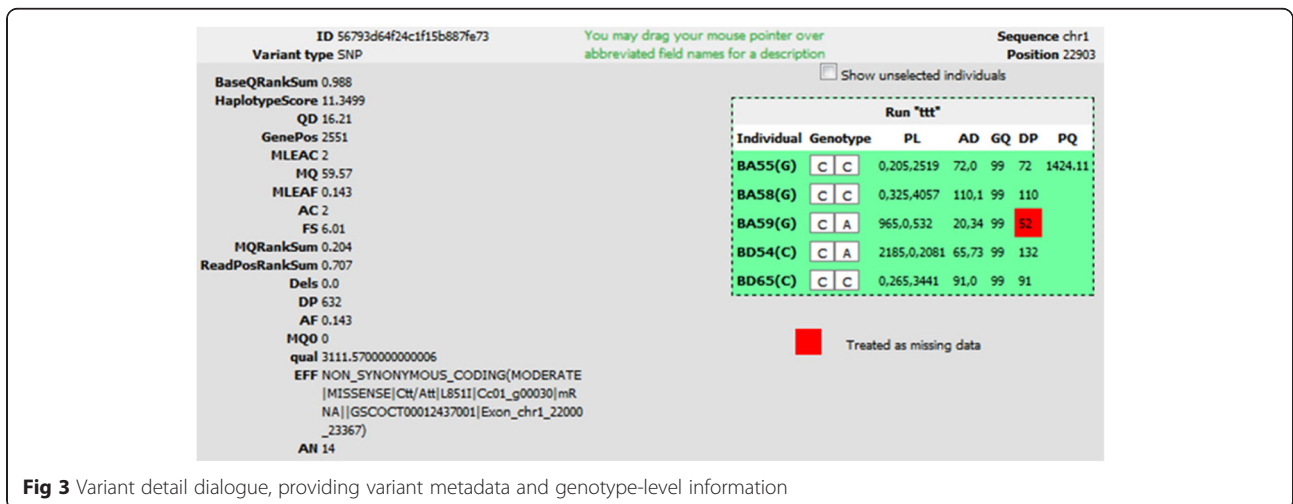 ID 56793d64f24c1f15b887fe73
Variant type SNP
You may drag your mouse pointer over
abbreviated field names for a description
Sequence chr1
Position 22903
BaseQRankSum 0.988
HaplotypeScore 11.3499
QD 16.21
GenePos 2551
MLEAC 2
MQ 59.57
MLEAF 0.143
AC 2
FS 6.01
MQRankSum 0.204
ReadPosRankSum 0.707
Dels 0.0
DP 632
AF 0.143
MQ0 0
qual 3111.5700000000006
EFF NON_SYNONYMOUS_CODING(MODERATE
|MISSENSE|Ctt/Att|L851I|Cc01_g00030|mR
NA||GSCOCT00012437001|Exon_chr1_22000
_23367)
AN 14
Show unselected individuals
Run "ttt"
Individual Genotype PL AD GQ DP PQ
BA55(G) C C 0,205,2519 72,0 99 72 1424.11
BA58(G) C C 0,325,4057 110,1 99 110
BA59(G) C A 965,0,532 20,34 99 52
BD54(C) C A 2185,0,2081 65,73 99 132
BD65(C) C C 0,265,3441 91,0 99 91
Treated as missing data
Fig 3 Variant detail dialogue, providing variant metadata and genotype-level information